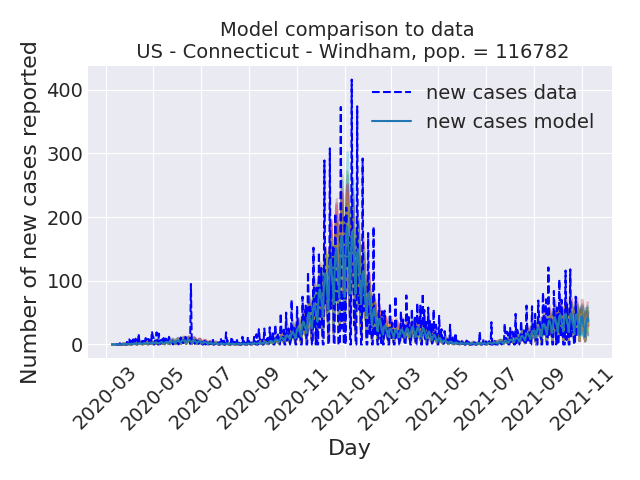 Model comparison to data
US - Connecticut - Windham, pop. = 116782
Number of new cases reported
400
300
200
100
0
new cases data
new cases model
2020-03
2020-05
2020-07
2020-09
2020-11
2021-01
2021-03
2021-05
2021-07
2021-09
2021-11
Day